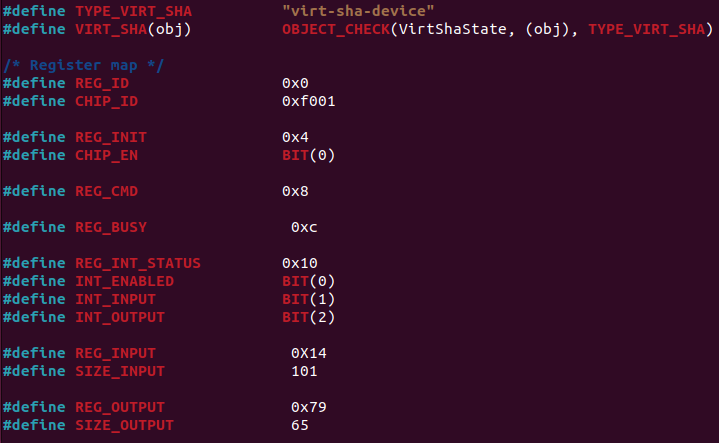 #define TYPE_VIRT_SHA "virt-sha-device"
#define VIRT_SHA(obj) OBJECT_CHECK(VirtShaState, (obj), TYPE_VIRT_SHA)
/* Register map */
#define REG_ID 0x0
#define CHIP_ID 0xf001
#define REG_INIT 0x4
#define CHIP_EN BIT(0)
#define REG_CMD 0x8
#define REG_BUSY 0xc
#define REG_INT_STATUS 0x10
#define INT_ENABLED BIT(0)
#define INT_INPUT BIT(1)
#define INT_OUTPUT BIT(2)
#define REG_INPUT 0X14
#define SIZE_INPUT 101
#define REG_OUTPUT 0x79
#define SIZE_OUTPUT 65